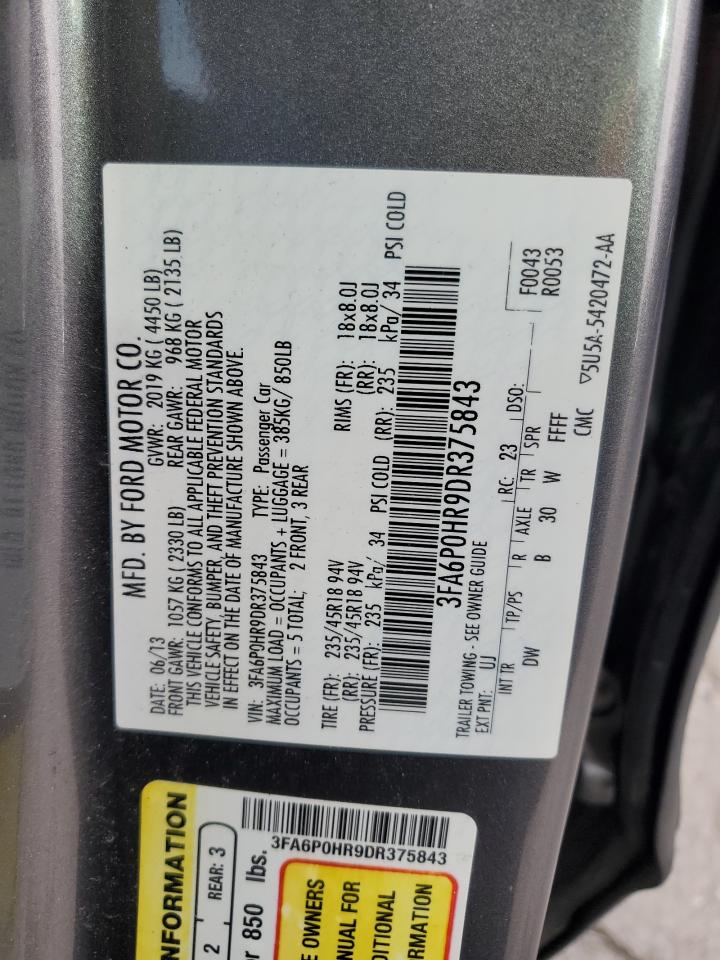 MFD. BY FORD MOTOR CO.
DATE: 06/13 GVWR: 2019 KG ( 4450 LB)
FRONT GAWR: 1057 KG ( 2330 LB) REAR GAWR: 968 KG ( 2135 LB)
THIS VEHICLE CONFORMS TO ALL APPLICABLE FEDERAL MOTOR
VEHICLE SAFETY, BUMPER, AND THEFT PREVENTION STANDARDS
IN EFFECT ON THE DATE OF MANUFACTURE SHOWN ABOVE.
VIN: 3FA6P0HR9DR375843 TYPE: Passenger Car
MAXIMUM LOAD = OCCUPANTS + LUGGAGE = 385KG/ 850LB
OCCUPANTS = 5 TOTAL; 2 FRONT, 3 REAR
TIRE (FR): 235/45R18 94V RIMS (FR): 18x8.0J
(RR): 235/45R18 94V (RR): 18x8.0J
PRESSURE (FR): 235 kPa/ 34 PSI COLD (RR): 235 kPa/ 34 PSI COLD
3FA6P0HR9DR375843
TRAILER TOWING - SEE OWNER GUIDE
EXT PNT: UJ RC: 23 DSO: F0043
R0053
INT TR TP/PS R AXLE TR SPR
DW B 30 W FFFF
CMC ▽5U5A-5420472-AA
3FA6P0HR9DR375843
NFORMATION
2 REAR: 3
or 850 lbs.
E OWNERS
NUAL FOR
DITIONAL
RMATION